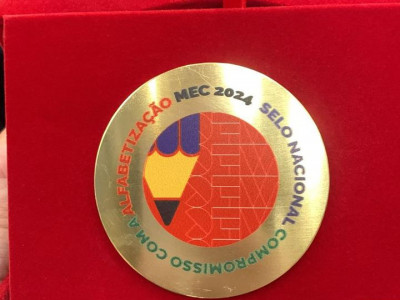 SELO NACIONAL COMPROMISSO COM A ALFABETIZAÇÃO MEC 2024